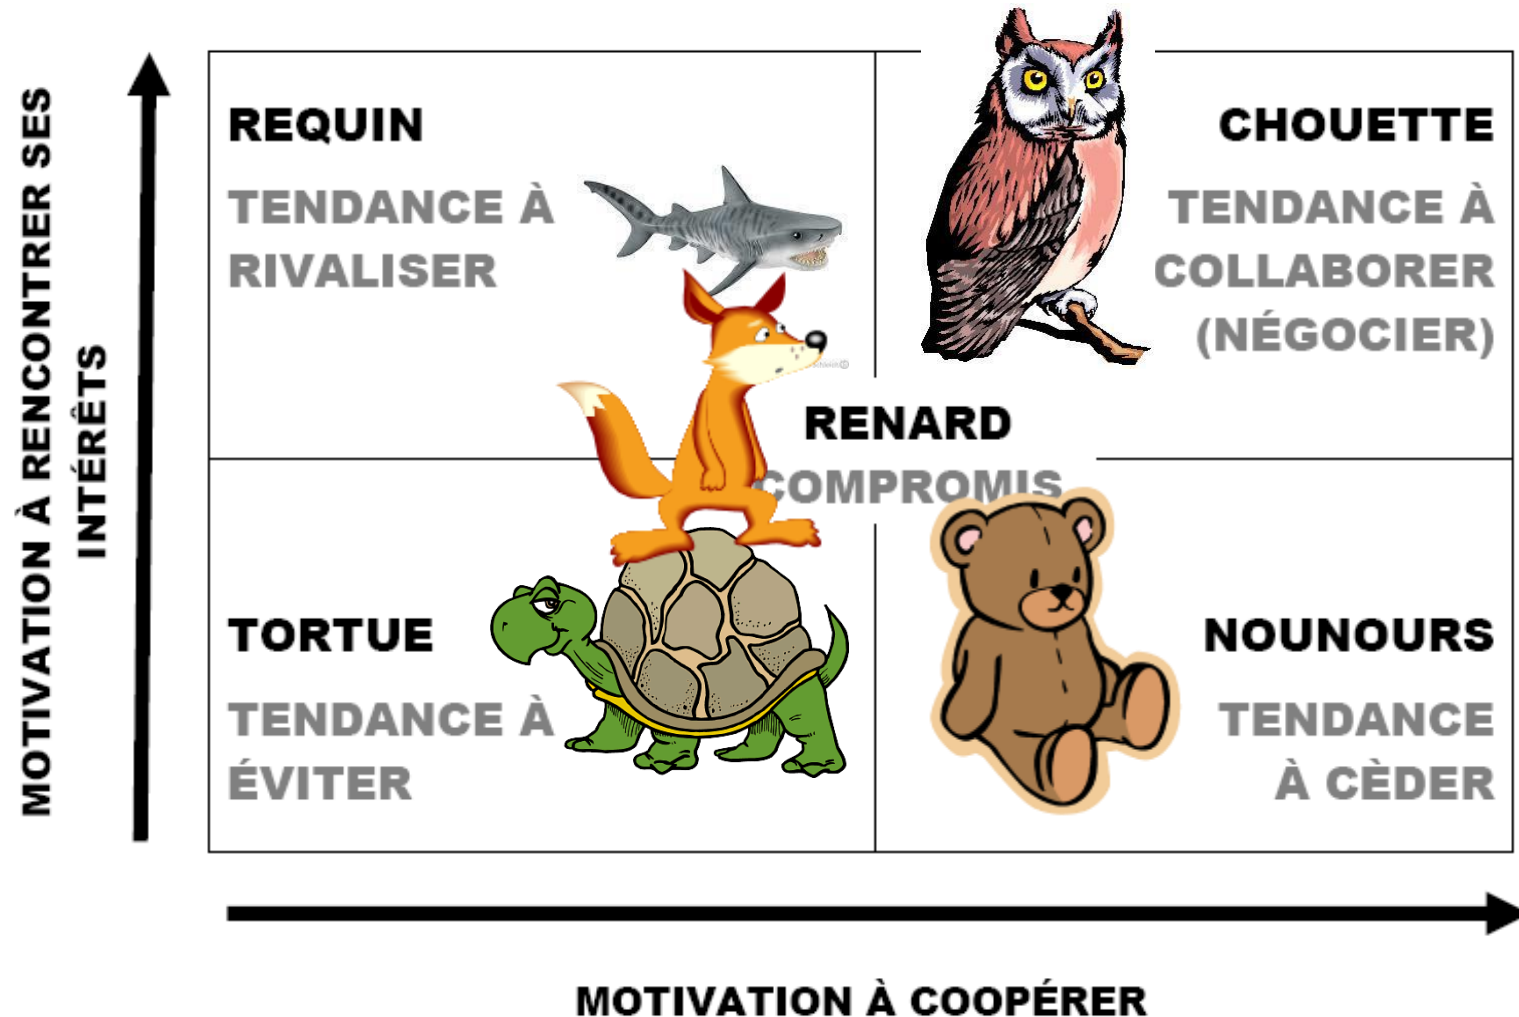 MOTIVATION À RENCONTRER SES
INTÉRÊTS
REQUIN
TENDANCE À
RIVALISER
CHOUETTE
TENDANCE À
COLLABORER
(NÉGOCIER)
RENARD
COMPROMIS
TORTUE
TENDANCE À
ÉVITER
NOUNOURS
TENDANCE
À CÈDER
MOTIVATION À COOPÉRER